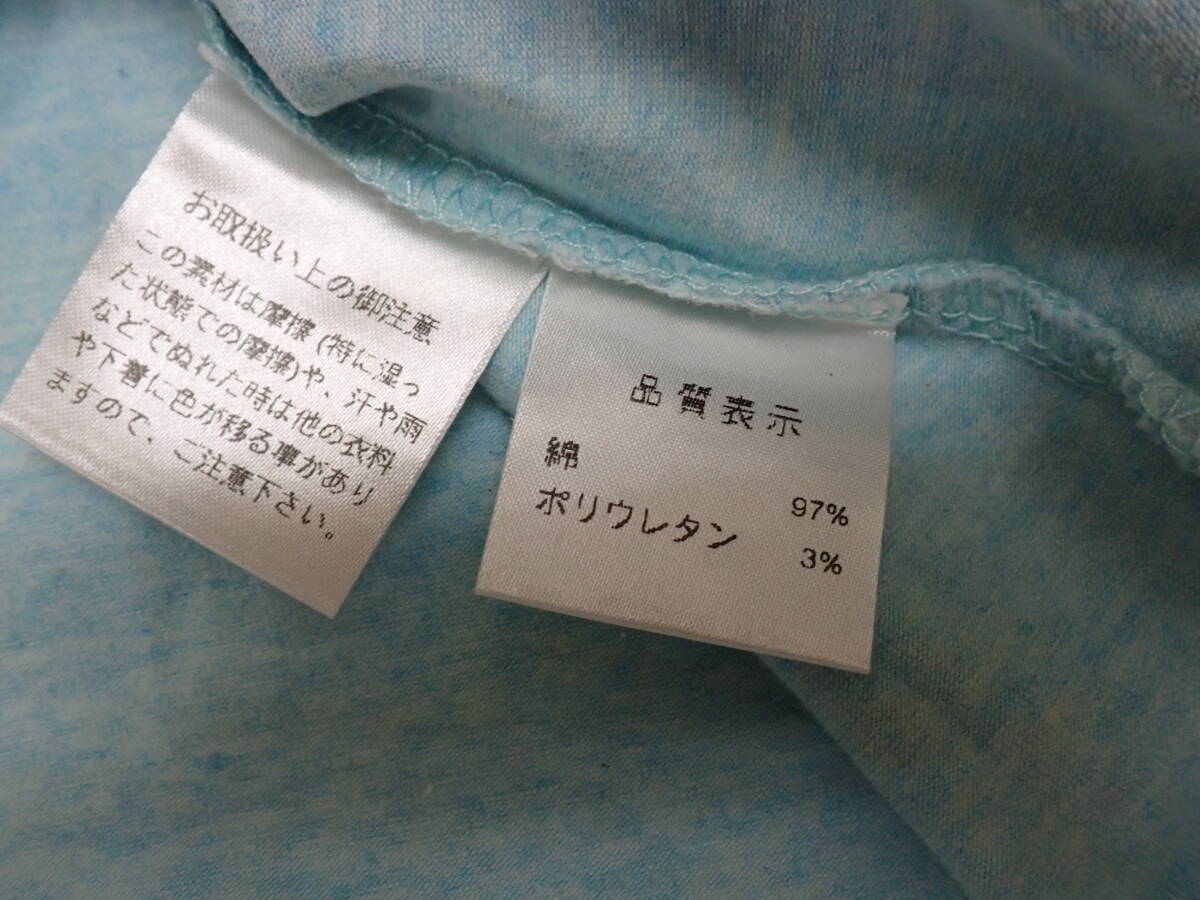 お取扱い上の御注意
この素材は摩擦(特に湿っ
た状態での摩擦)や、汗や雨
などでぬれた時は他の衣料
や下着に色が移る事があり
ますので、ご注意下さい。
品質表示
綿 97%
ポリウレタン 3%